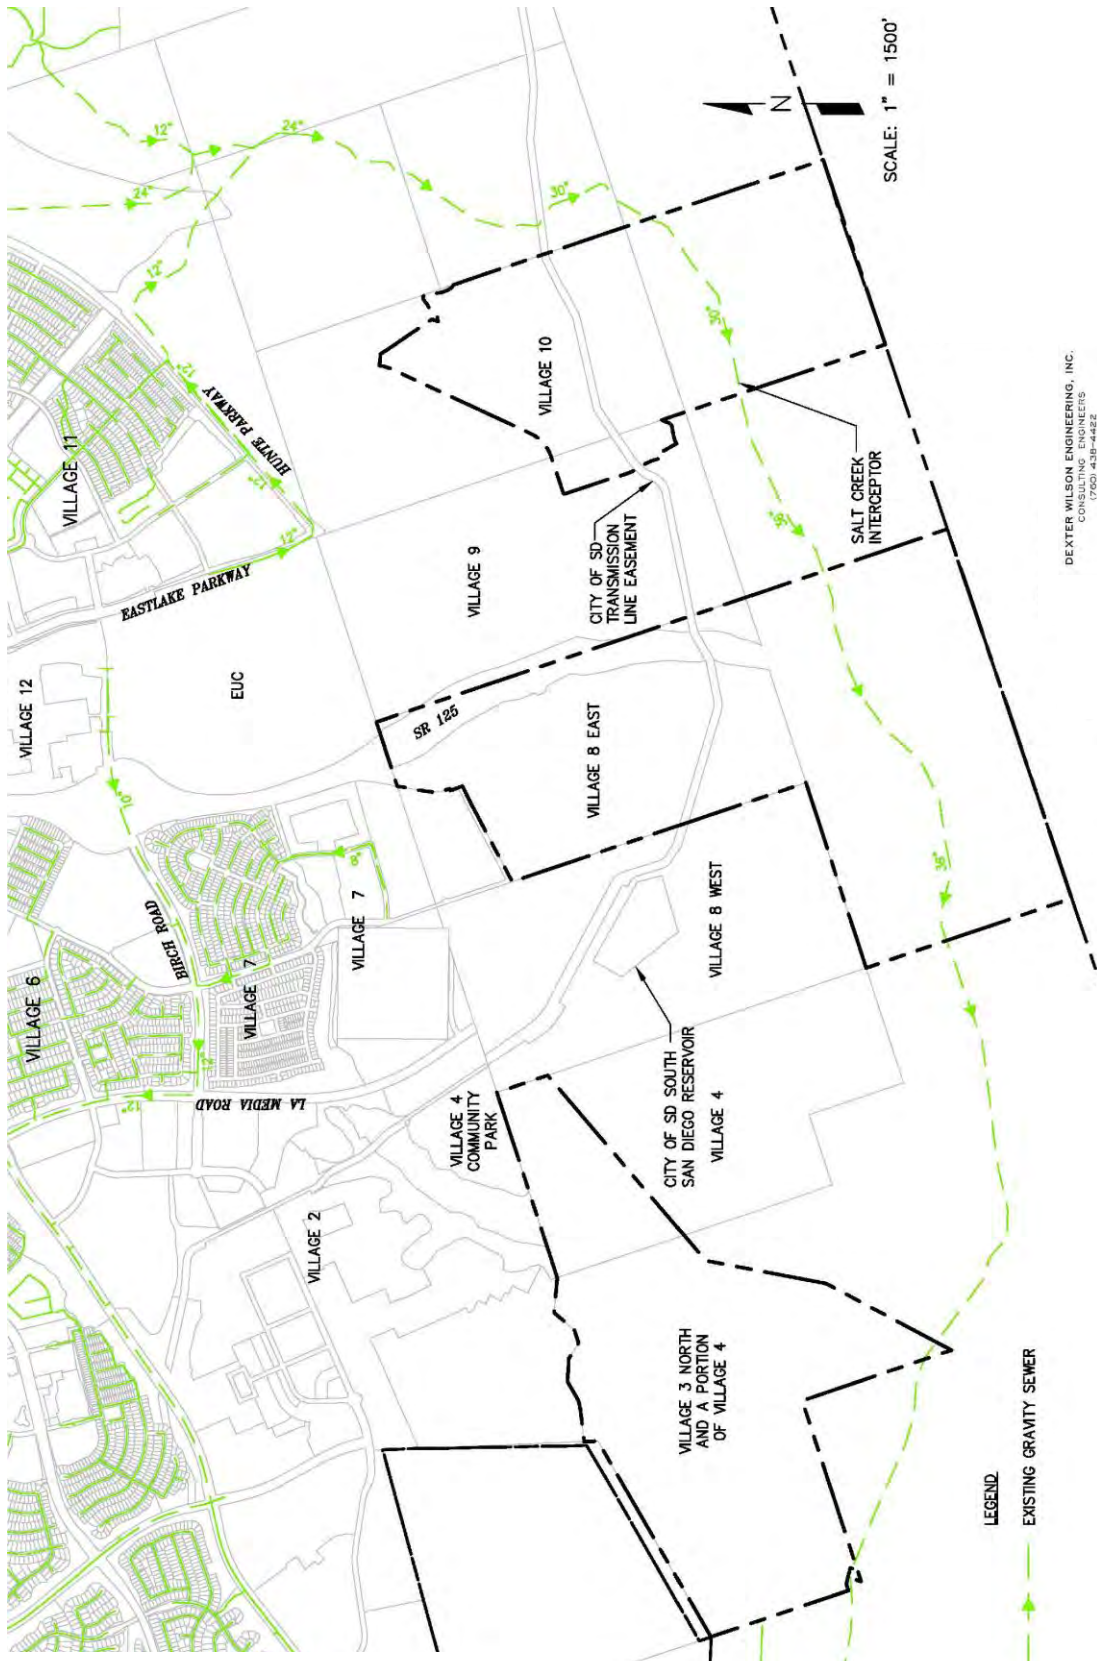 12"
24"
24"
12"
12"
30"
N
SCALE: 1" = 1500'
12"
HUNTE PARKWAY
VILLAGE 11
12"
12"
EASTLAKE PARKWAY
VILLAGE 10
30"
SALT CREEK
INTERCEPTOR
VILLAGE 9
CITY OF SD
TRANSMISSION
LINE EASEMENT
VILLAGE 12
EUC
SR 125
VILLAGE 8 EAST
10"
8"
BIRCH ROAD
VILLAGE 7
VILLAGE 7
VILLAGE 6
VILLAGE 8 WEST
36"
12"
12"
LA MEDIA ROAD
VILLAGE 4
COMMUNITY
PARK
CITY OF SD SOUTH
SAN DIEGO RESERVOIR
VILLAGE 4
VILLAGE 2
VILLAGE 3 NORTH
AND A PORTION
OF VILLAGE 4
LEGEND
EXISTING GRAVITY SEWER
DEXTER WILSON ENGINEERING, INC.
CONSULTING ENGINEERS
(760) 438-4422